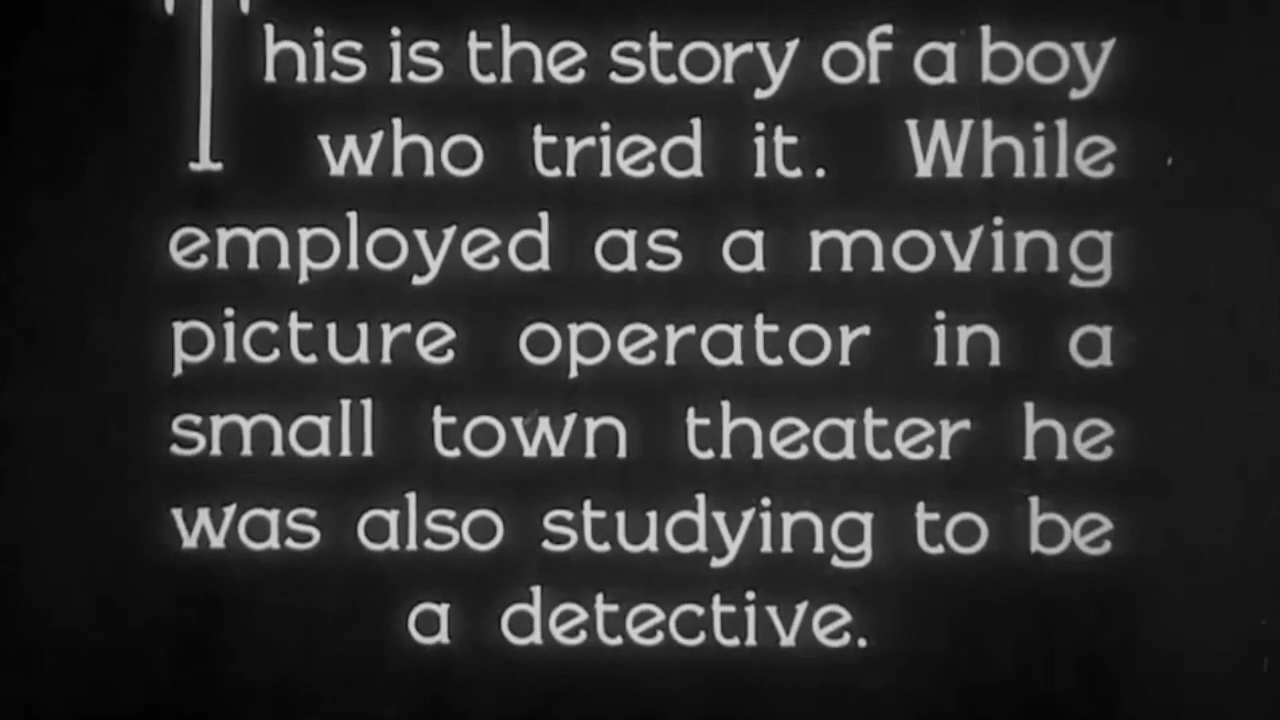 This is the story of a boy
who tried it. While
employed as a moving
picture operator in a
small town theater he
was also studying to be
a detective.